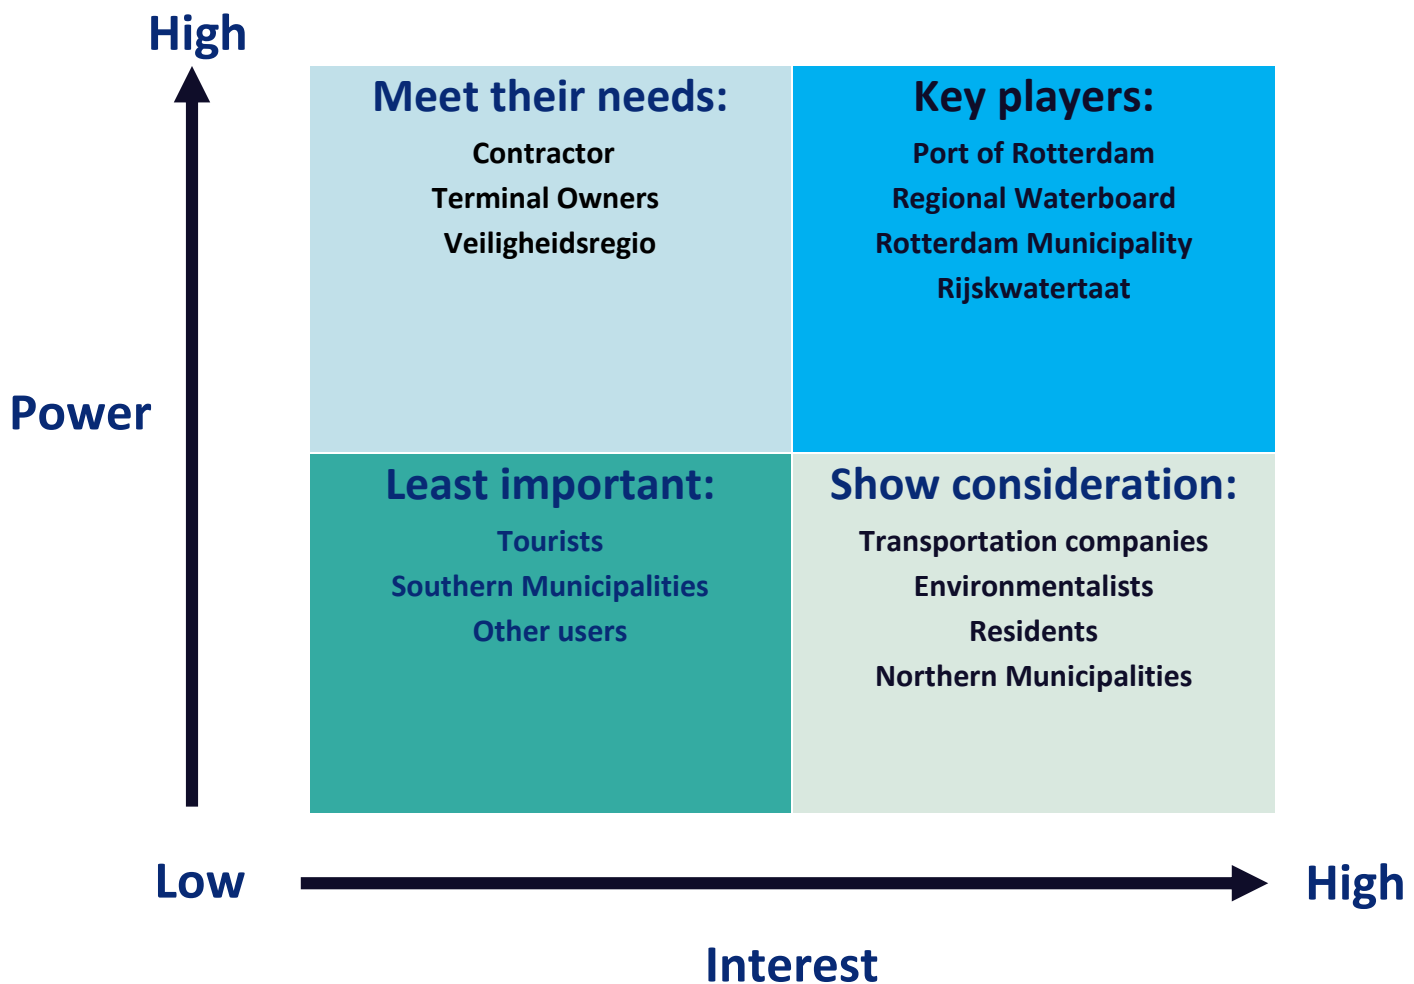 High
Meet their needs:
Contractor
Terminal Owners
Veiligheidsregio
Key players:
Port of Rotterdam
Regional Waterboard
Rotterdam Municipality
Rijskwatertaat
Power
Least important:
Tourists
Southern Municipalities
Other users
Show consideration:
Transportation companies
Environmentalists
Residents
Northern Municipalities
Low
High
Interest